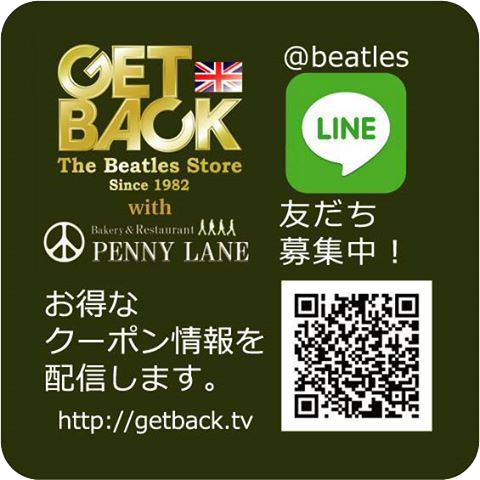 GET
BACK
The Beatles Store
Since 1982
with
Bakery & Restaurant
PENNY LANE
@beatles
LINE
友だち
募集中！
お得な
クーポン情報を
配信します。
http://getback.tv